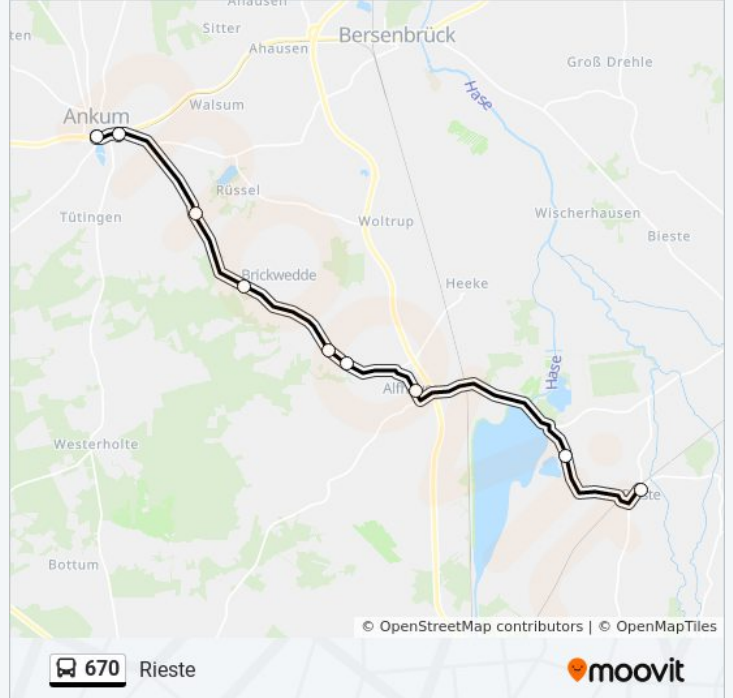 Ahausen
Sitter
Bersenbrück
Ahausen
Groß Drehle
Hase
Walsum
Ankum
Rüssel
Tütingen
Woltrup
Wischerhausen
Bieste
Brickwedde
Heeke
Hase
Westerholte
Bottum
© OpenStreetMap contributors | © OpenMapTiles
670 Rieste
moovit